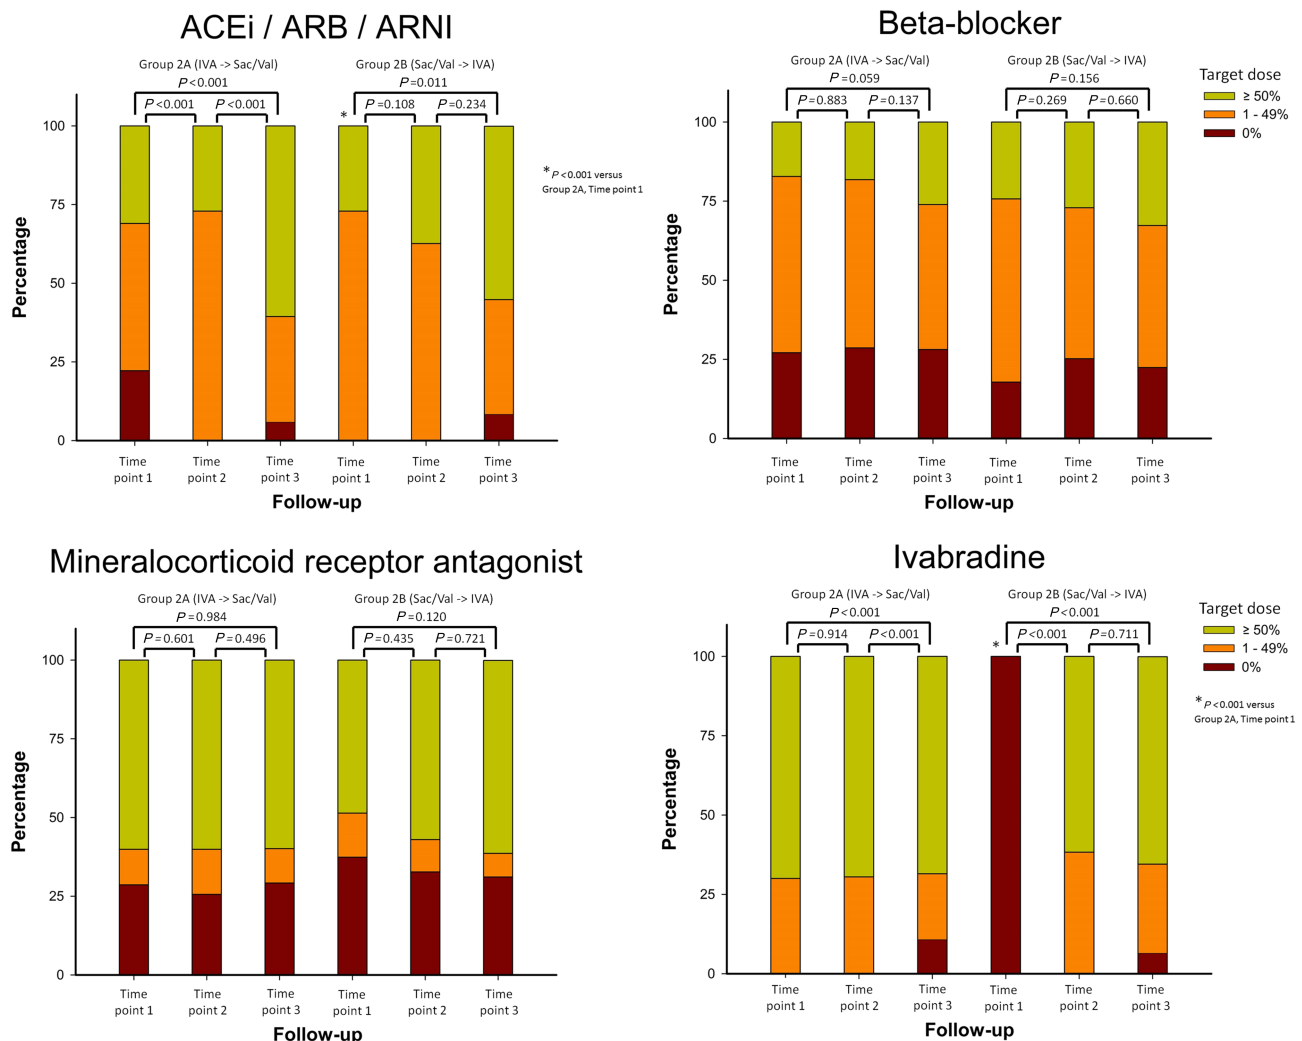 ACEi / ARB / ARNI
Group 2A (IVA -> Sac/Val)
Group 2B (Sac/Val -> IVA)
P <0.001
P =0.011
P <0.001
P <0.001
P =0.108
P =0.234
*
100
75
50
25
0
Percentage
* P <0.001 versus
Group 2A, Time point 1
Time point 1
Time point 2
Time point 3
Time point 1
Time point 2
Time point 3
Follow-up
Beta-blocker
Group 2A (IVA -> Sac/Val)
Group 2B (Sac/Val -> IVA)
P =0.059
P =0.156
P =0.883
P =0.137
P =0.269
P =0.660
Target dose
≥ 50%
1 - 49%
0%
100
75
50
25
0
Percentage
Time point 1
Time point 2
Time point 3
Time point 1
Time point 2
Time point 3
Follow-up
Mineralocorticoid receptor antagonist
Group 2A (IVA -> Sac/Val)
Group 2B (Sac/Val -> IVA)
P =0.984
P =0.120
P =0.601
P =0.496
P =0.435
P =0.721
100
75
50
25
0
Percentage
Time point 1
Time point 2
Time point 3
Time point 1
Time point 2
Time point 3
Follow-up
Ivabradine
Group 2A (IVA -> Sac/Val)
Group 2B (Sac/Val -> IVA)
P <0.001
P <0.001
P =0.914
P <0.001
P <0.001
P =0.711
*
Target dose
≥ 50%
1 - 49%
0%
* P <0.001 versus
Group 2A, Time point 1
100
75
50
25
0
Percentage
Time point 1
Time point 2
Time point 3
Time point 1
Time point 2
Time point 3
Follow-up